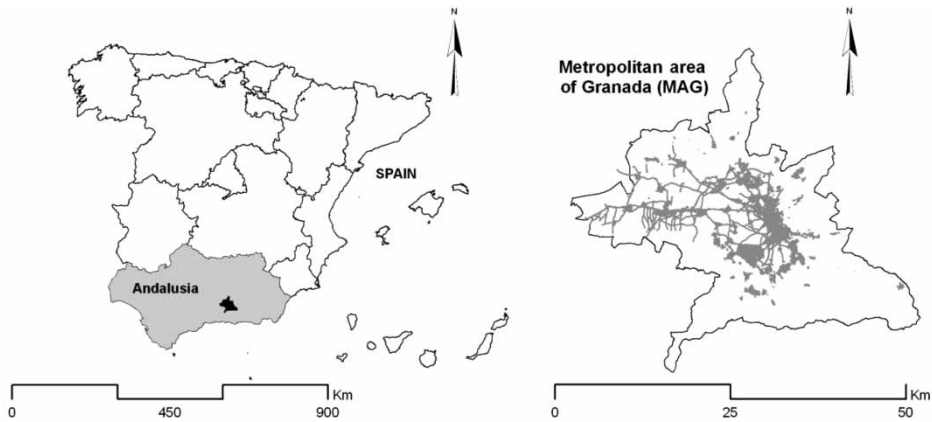 N
SPAIN
Andalusia
Km
0 450 900
N
Metropolitan area
of Granada (MAG)
Km
0 25 50